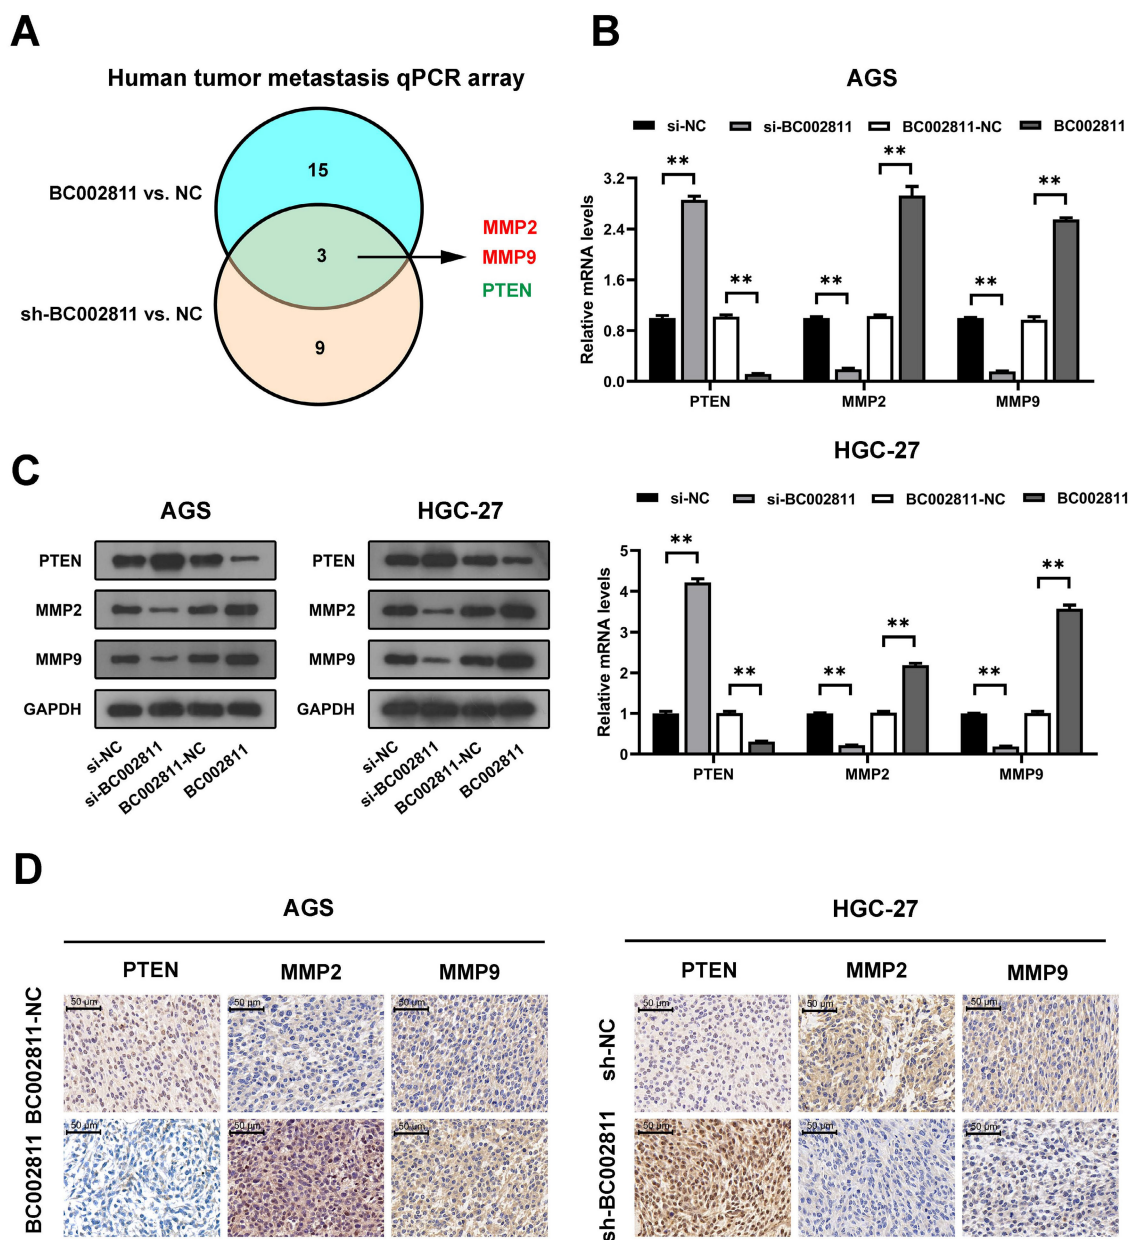 A
Human tumor metastasis qPCR array
15
BC002811 vs. NC
3
MMP2
MMP9
PTEN
sh-BC002811 vs. NC
9
B
AGS
si-NC si-BC002811 BC002811-NC BC002811
Relative mRNA levels
3.2
2.4
1.6
0.8
0.0
** ** ** ** ** **
PTEN MMP2 MMP9
HGC-27
si-NC si-BC002811 BC002811-NC BC002811
Relative mRNA levels
5
4
3
2
1
0
** ** ** ** ** **
PTEN MMP2 MMP9
C
AGS
PTEN
MMP2
MMP9
GAPDH
si-NC
si-BC002811
BC002811-NC
BC002811
HGC-27
PTEN
MMP2
MMP9
GAPDH
si-NC
si-BC002811
BC002811-NC
BC002811
D
AGS
PTEN MMP2 MMP9
BC002811-NC
50 μm 50 μm 50 μm
BC002811
50 μm 50 μm 50 μm
HGC-27
PTEN MMP2 MMP9
sh-NC
50 μm 50 μm 50 μm
sh-BC002811
50 μm 50 μm 50 μm